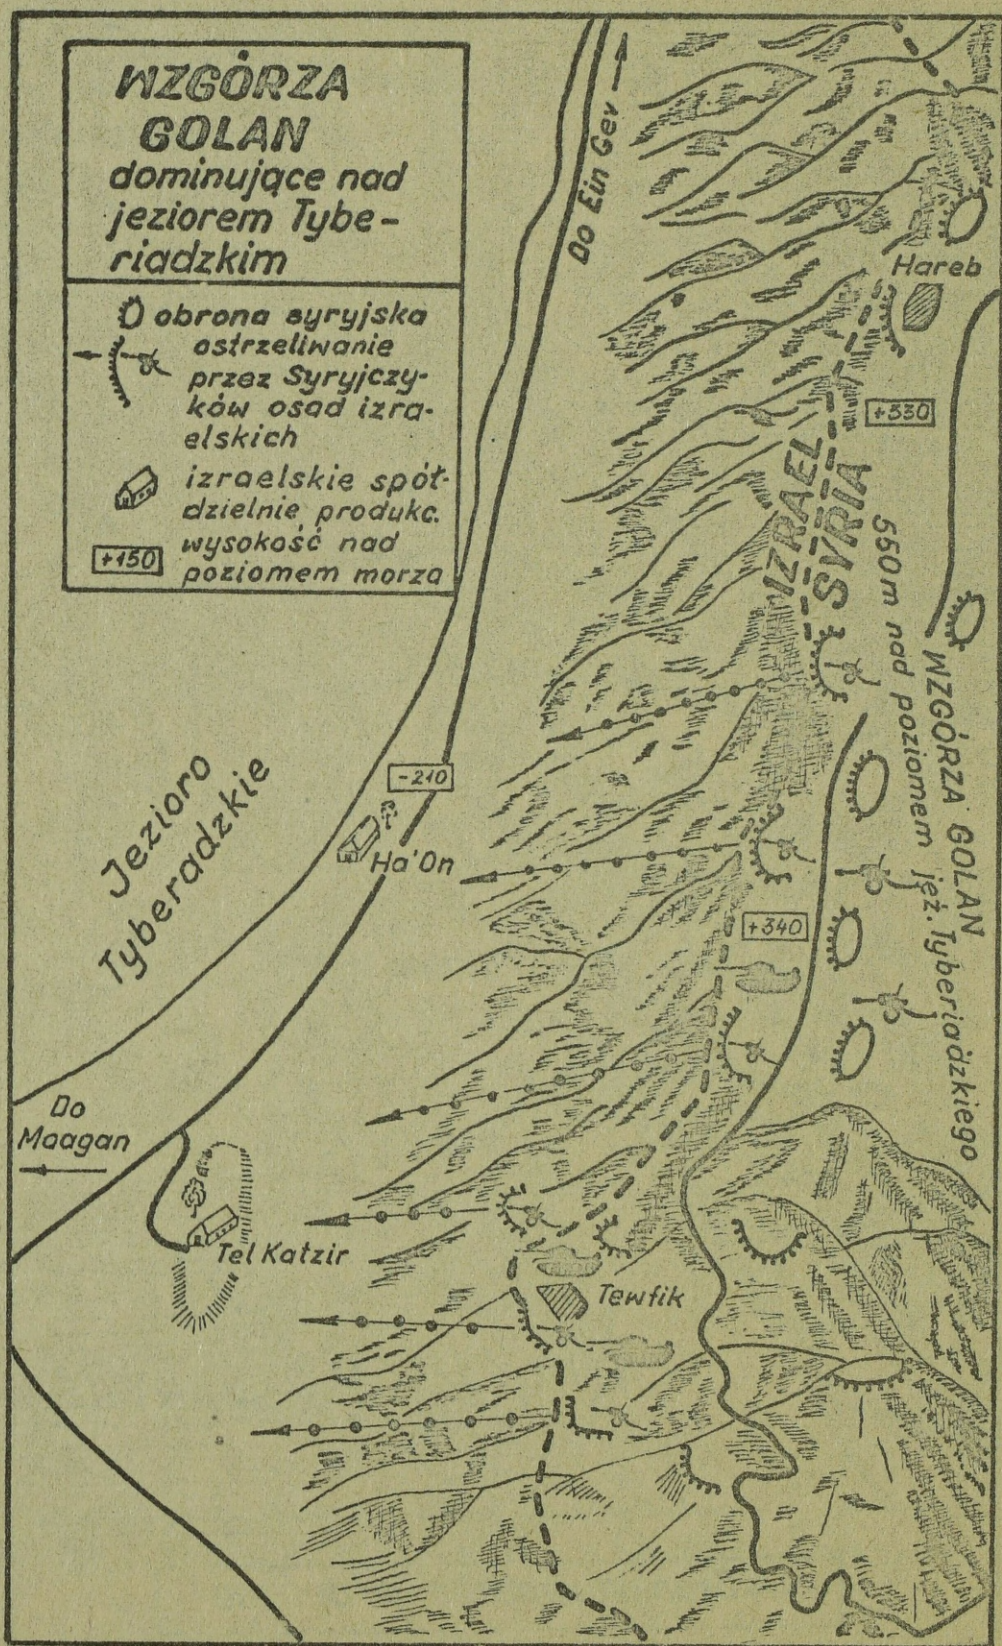 WZGÓRZA
GOLAN
dominujące nad
jeziorem Tybe-
riadzkim
obrona syryjska
ostrzeliwanie
przez Syryjczy-
ków osad izra-
elskich
izraelskie spół-
dzielnie produkc.
+150
wysokość nad
poziomem morza
Do Ein Gev
Hareb
+330
IZRAEL
SYRIA
550 m nad poziomem jez. Tyberiadzkiego
WZGÓRZA GOLAN
-210
Jezioro
Tyberadzkie
Ha'On
+340
Do
Maagan
Tel Katzir
Tewfik